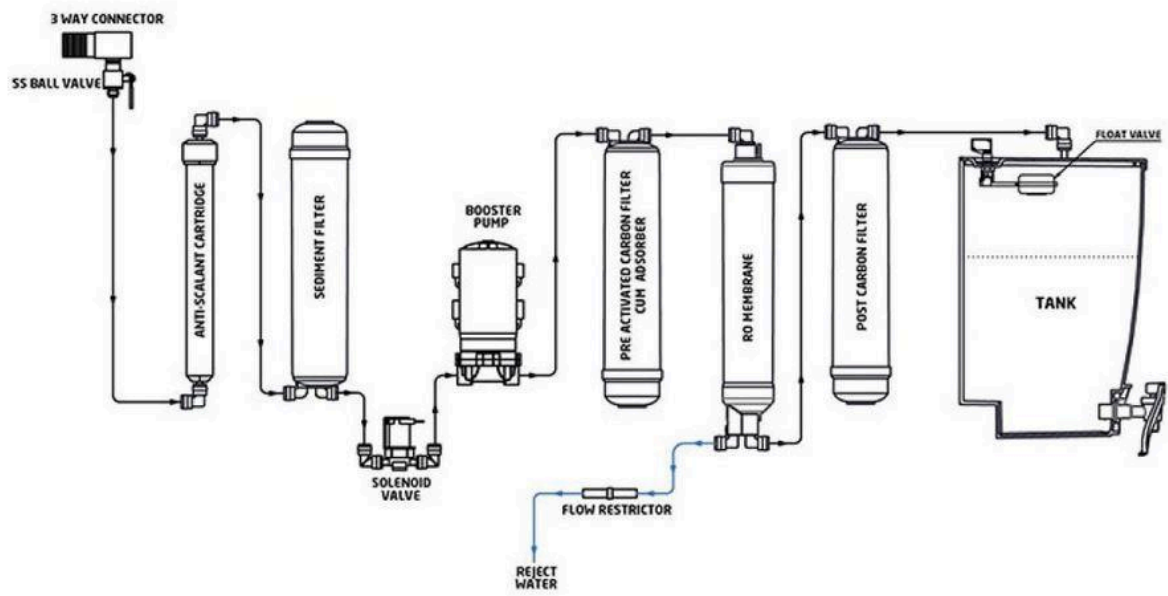 3 WAY CONNECTOR
SS BALL VALVE
ANTI-SCALANT CARTRIDGE
SEDIMENT FILTER
SOLENOID
VALVE
BOOSTER
PUMP
PRE ACTIVATED CARBON FILTER
CUM ADSORBER
RO MEMBRANE
FLOW RESTRICTOR
REJECT
WATER
POST CARBON FILTER
FLOAT VALVE
TANK